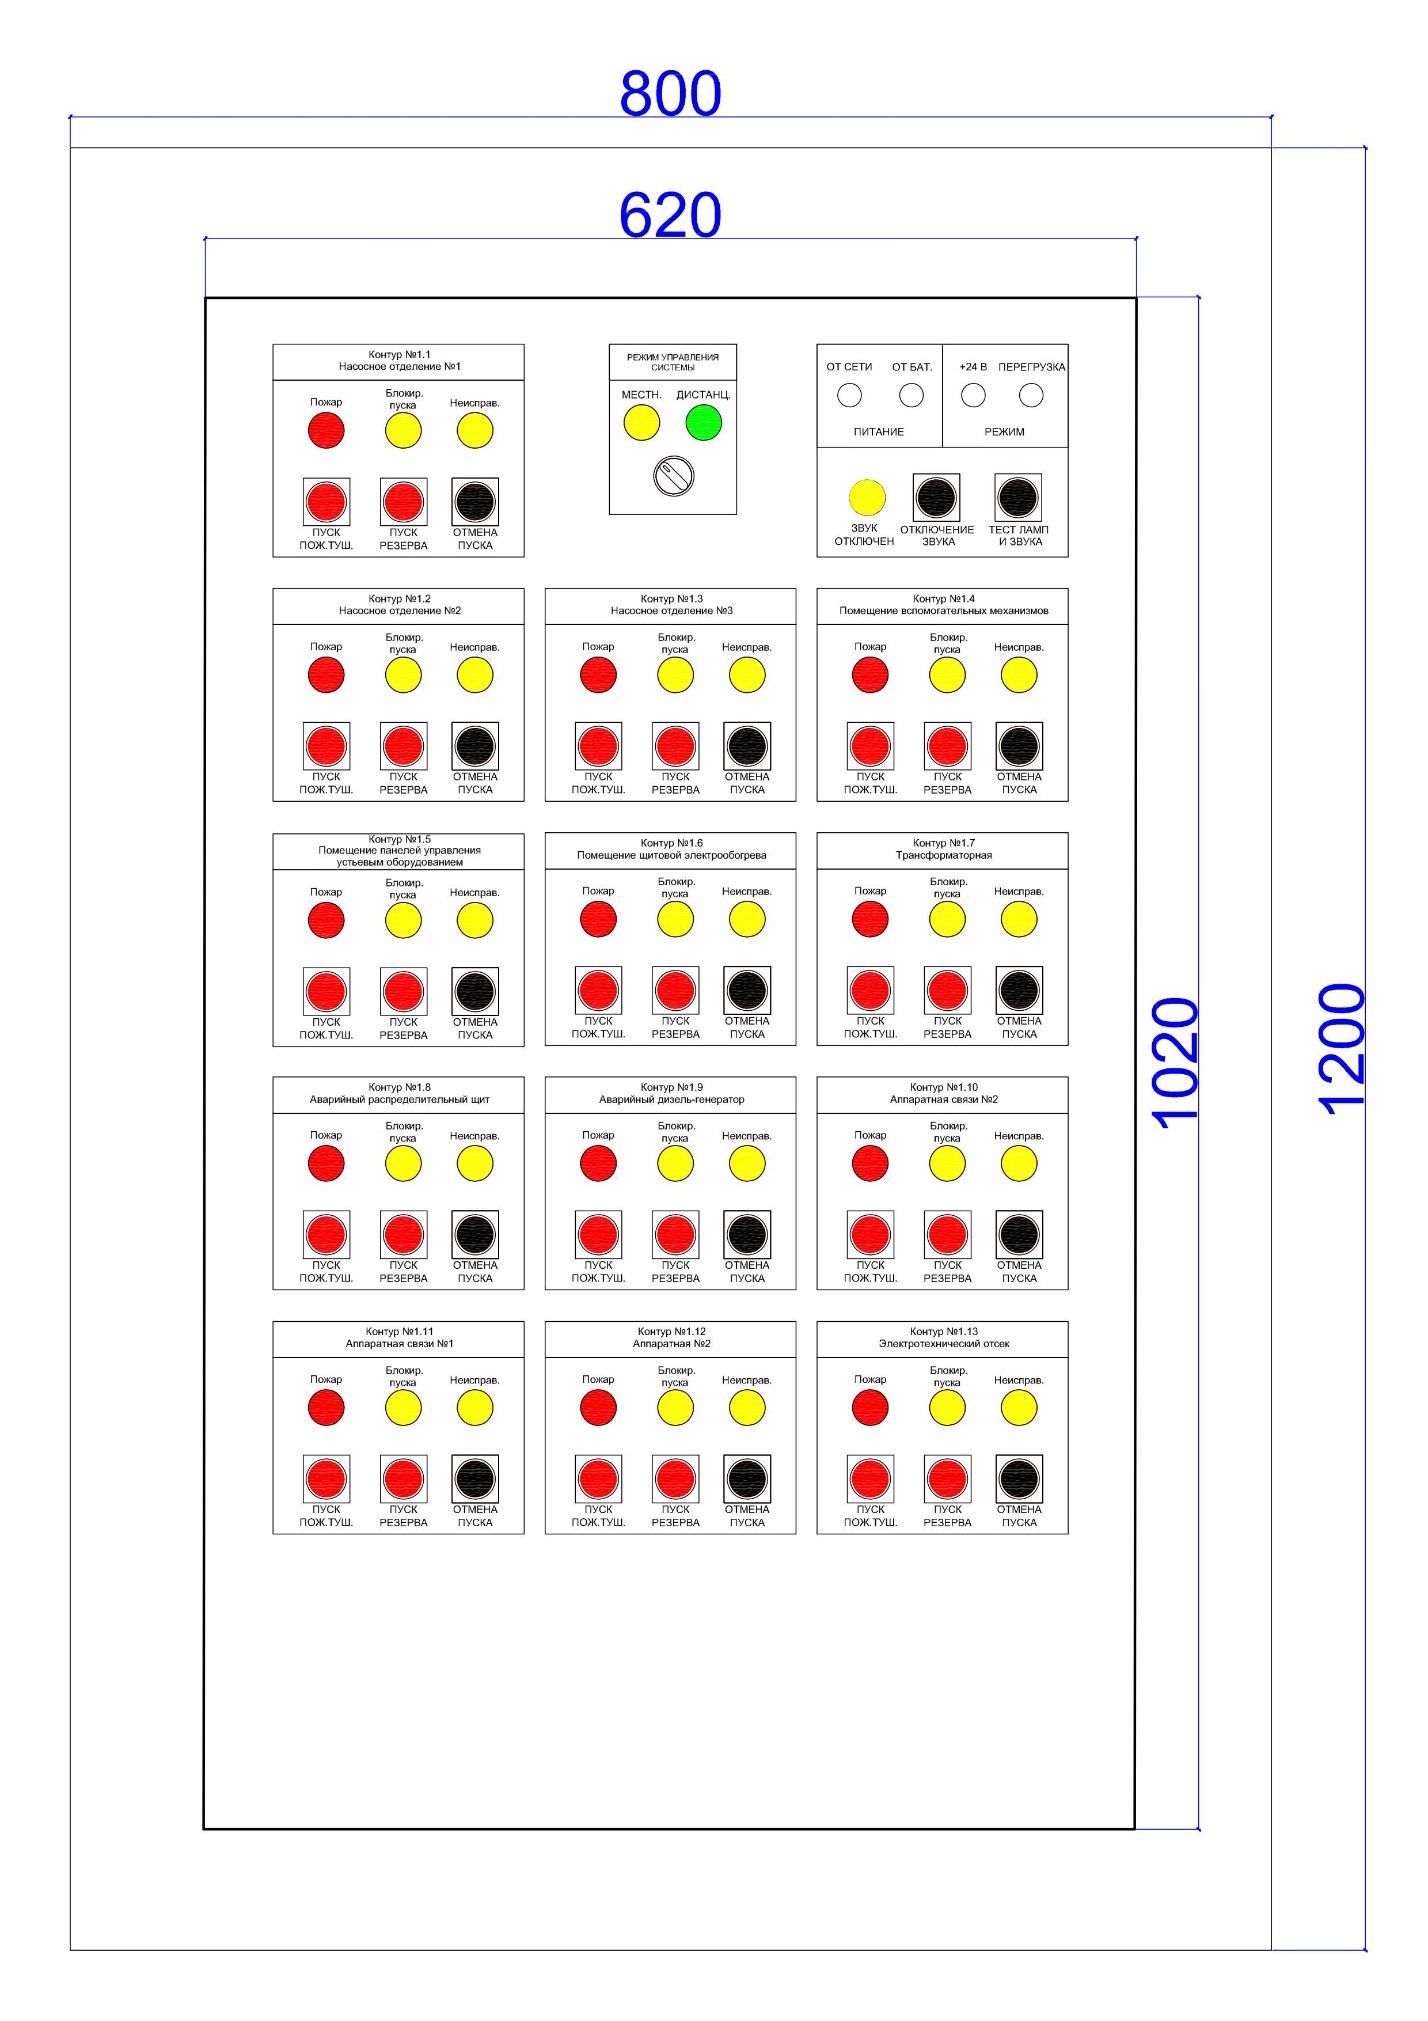 800
620
Контур №1.1
Насосное отделение №1
Пожар
Блокир.
пуска
Неисправ.
ПУСК
ПОЖ.ТУШ.
ПУСК
РЕЗЕРВА
ОТМЕНА
ПУСКА
РЕЖИМ УПРАВЛЕНИЯ
СИСТЕМЫ
МЕСТН.
ДИСТАНЦ.
ОТ СЕТИ
ОТ БАТ.
+24 В
ПЕРЕГРУЗКА
ПИТАНИЕ
РЕЖИМ
ЗВУК
ОТКЛЮЧЕН
ОТКЛЮЧЕНИЕ
ЗВУКА
ТЕСТ ЛАМП
И ЗВУКА
Контур №1.2
Насосное отделение №2
Пожар
Блокир.
пуска
Неисправ.
ПУСК
ПОЖ.ТУШ.
ПУСК
РЕЗЕРВА
ОТМЕНА
ПУСКА
Контур №1.3
Насосное отделение №3
Пожар
Блокир.
пуска
Неисправ.
ПУСК
ПОЖ.ТУШ.
ПУСК
РЕЗЕРВА
ОТМЕНА
ПУСКА
Контур №1.4
Помещение вспомогательных механизмов
Пожар
Блокир.
пуска
Неисправ.
ПУСК
ПОЖ.ТУШ.
ПУСК
РЕЗЕРВА
ОТМЕНА
ПУСКА
Контур №1.5
Помещение панелей управления
устьевым оборудованием
Пожар
Блокир.
пуска
Неисправ.
ПУСК
ПОЖ.ТУШ.
ПУСК
РЕЗЕРВА
ОТМЕНА
ПУСКА
Контур №1.6
Помещение щитовой электрообогрева
Пожар
Блокир.
пуска
Неисправ.
ПУСК
ПОЖ.ТУШ.
ПУСК
РЕЗЕРВА
ОТМЕНА
ПУСКА
Контур №1.7
Трансформаторная
Пожар
Блокир.
пуска
Неисправ.
ПУСК
ПОЖ.ТУШ.
ПУСК
РЕЗЕРВА
ОТМЕНА
ПУСКА
1020
1200
Контур №1.8
Аварийный распределительный щит
Пожар
Блокир.
пуска
Неисправ.
ПУСК
ПОЖ.ТУШ.
ПУСК
РЕЗЕРВА
ОТМЕНА
ПУСКА
Контур №1.9
Аварийный дизель-генератор
Пожар
Блокир.
пуска
Неисправ.
ПУСК
ПОЖ.ТУШ.
ПУСК
РЕЗЕРВА
ОТМЕНА
ПУСКА
Контур №1.10
Аппаратная связи №2
Пожар
Блокир.
пуска
Неисправ.
ПУСК
ПОЖ.ТУШ.
ПУСК
РЕЗЕРВА
ОТМЕНА
ПУСКА
Контур №1.11
Аппаратная связи №1
Пожар
Блокир.
пуска
Неисправ.
ПУСК
ПОЖ.ТУШ.
ПУСК
РЕЗЕРВА
ОТМЕНА
ПУСКА
Контур №1.12
Аппаратная №2
Пожар
Блокир.
пуска
Неисправ.
ПУСК
ПОЖ.ТУШ.
ПУСК
РЕЗЕРВА
ОТМЕНА
ПУСКА
Контур №1.13
Электротехнический отсек
Пожар
Блокир.
пуска
Неисправ.
ПУСК
ПОЖ.ТУШ.
ПУСК
РЕЗЕРВА
ОТМЕНА
ПУСКА